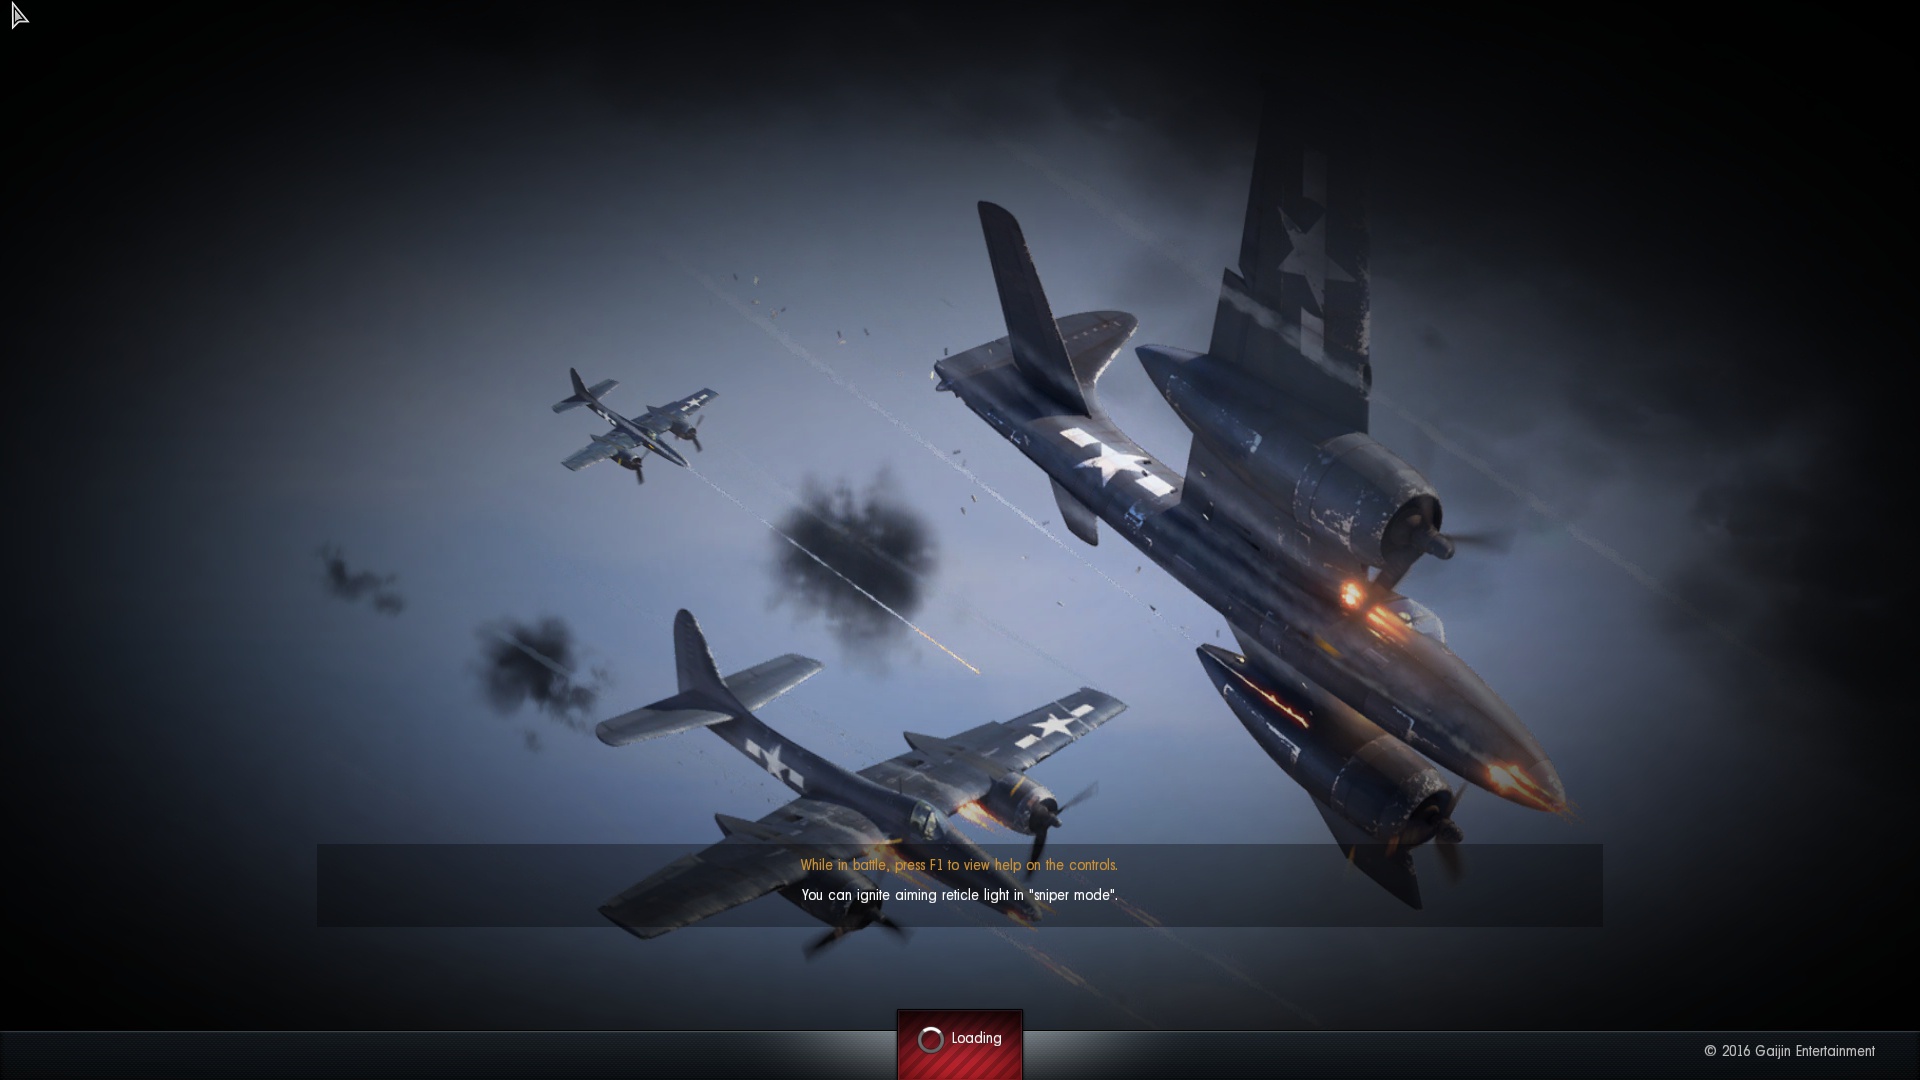 While in battle, press F1 to view help on the controls.
You can ignite aiming reticle light in "sniper mode".
Loading
© 2016 Gaijin Entertainment